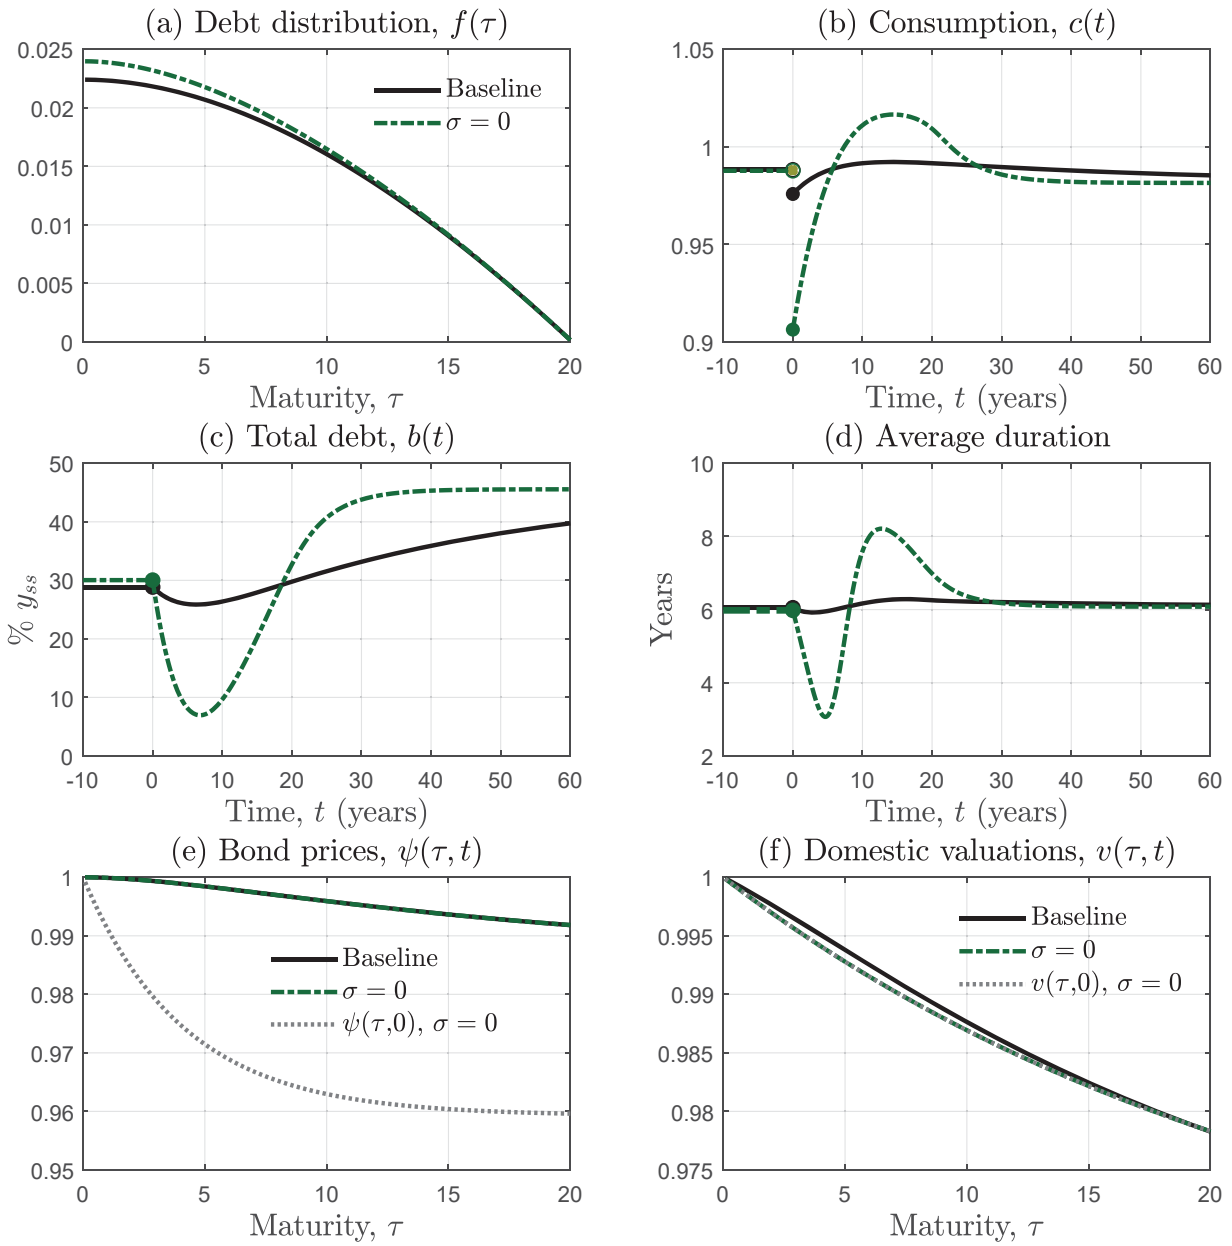 (a) Debt distribution, f(τ)
0.025
0.02
0.015
0.01
0.005
0
0 5 10 15 20
Maturity, τ
Baseline
σ = 0
(b) Consumption, c(t)
1.05
1
0.95
0.9
-10 0 10 20 30 40 50 60
Time, t (years)
(c) Total debt, b(t)
% y_ss
50
40
30
20
10
0
-10 0 10 20 30 40 50 60
Time, t (years)
(d) Average duration
Years
10
8
6
4
2
-10 0 10 20 30 40 50 60
Time, t (years)
(e) Bond prices, ψ(τ, t)
1
0.99
0.98
0.97
0.96
0.95
0 5 10 15 20
Maturity, τ
Baseline
σ = 0
ψ(τ,0), σ = 0
(f) Domestic valuations, v(τ, t)
1
0.995
0.99
0.985
0.98
0.975
0 5 10 15 20
Maturity, τ
Baseline
σ = 0
v(τ,0), σ = 0